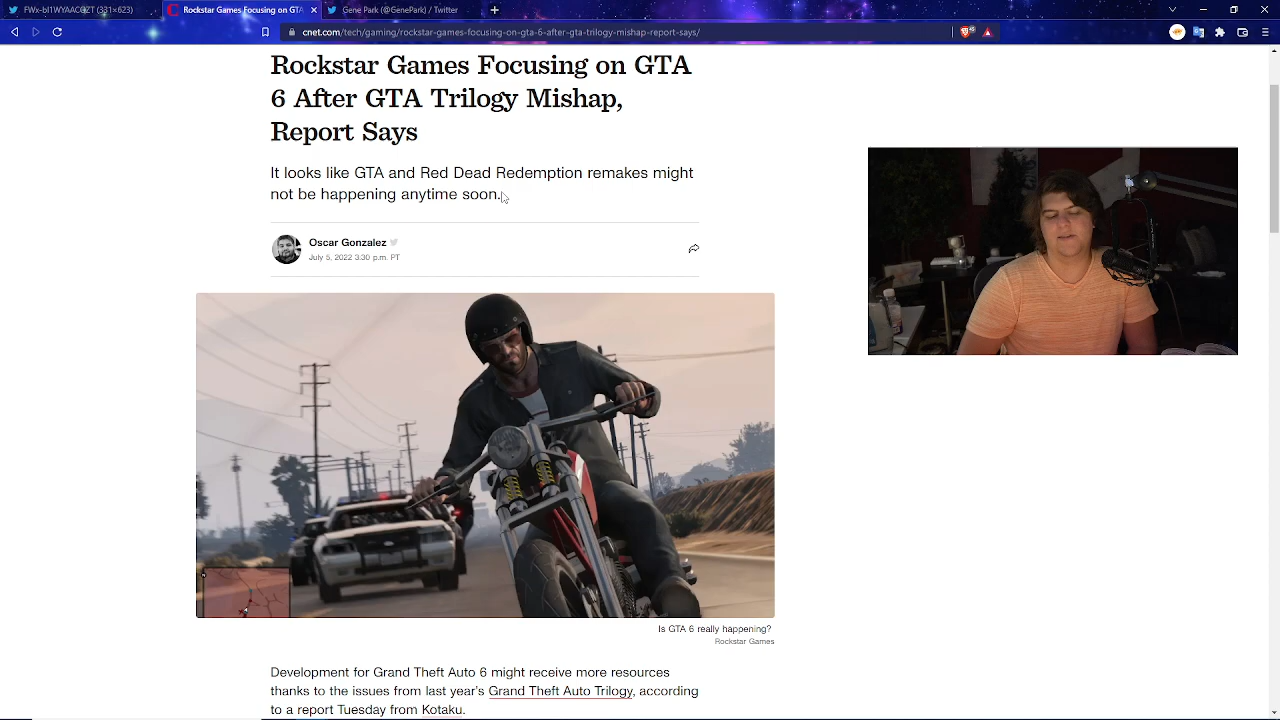 FWx-bI1WYAACQZT (331×623)
Rockstar Games Focusing on GTA
Gene Park (@GenePark) / Twitter
cnet.com/tech/gaming/rockstar-games-focusing-on-gta-6-after-gta-trilogy-mishap-report-says/
Rockstar Games Focusing on GTA
6 After GTA Trilogy Mishap,
Report Says
It looks like GTA and Red Dead Redemption remakes might
not be happening anytime soon.
Oscar Gonzalez
July 5, 2022 3:30 p.m. PT
Is GTA 6 really happening?
Rockstar Games
Development for Grand Theft Auto 6 might receive more resources
thanks to the issues from last year's Grand Theft Auto Trilogy, according
to a report Tuesday from Kotaku.